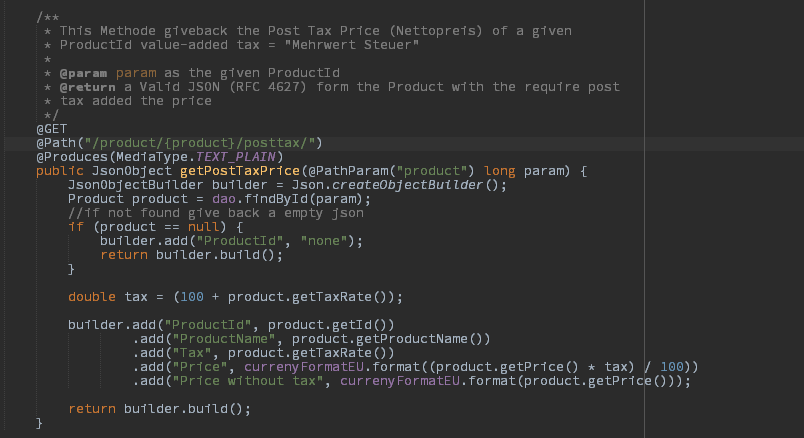 /**
 * This Methode giveback the Post Tax Price (Nettopreis) of a given
 * ProductId value-added tax = "Mehrwert Steuer"
 *
 * @param param as the given ProductId
 * @return a Valid JSON (RFC 4627) form the Product with the require post
 * tax added the price
 */
@GET
@Path("/product/{product}/posttax/")
@Produces(MediaType.TEXT_PLAIN)
public JsonObject getPostTaxPrice(@PathParam("product") long param) {
    JsonObjectBuilder builder = Json.createObjectBuilder();
    Product product = dao.findById(param);
    //if not found give back a empty json
    if (product == null) {
        builder.add("ProductId", "none");
        return builder.build();
    }

    double tax = (100 + product.getTaxRate());

    builder.add("ProductId", product.getId())
            .add("ProductName", product.getProductName())
            .add("Tax", product.getTaxRate())
            .add("Price", currenyFormatEU.format((product.getPrice() * tax) / 100))
            .add("Price without tax", currenyFormatEU.format(product.getPrice()));

    return builder.build();
}